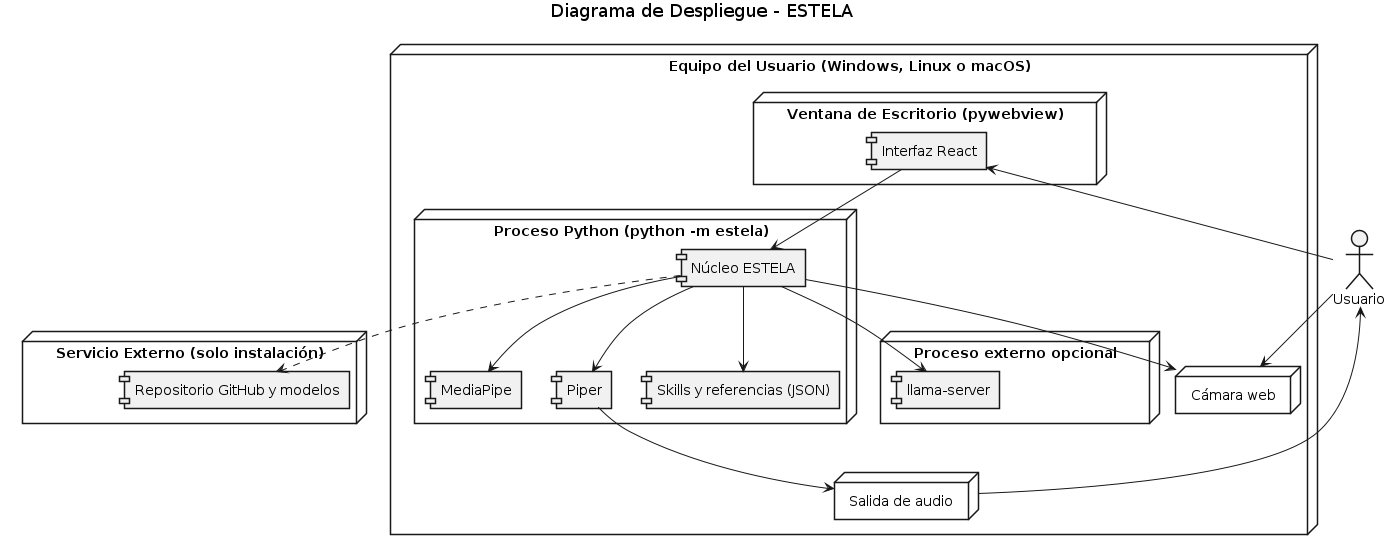 Diagrama de Despliegue - ESTELA
Equipo del Usuario (Windows, Linux o macOS)
Ventana de Escritorio (pywebview)
Interfaz React
Proceso Python (python -m estela)
Núcleo ESTELA
Usuario
Servicio Externo (solo instalación)
Repositorio GitHub y modelos
MediaPipe
Piper
Skills y referencias (JSON)
Proceso externo opcional
llama-server
Cámara web
Salida de audio